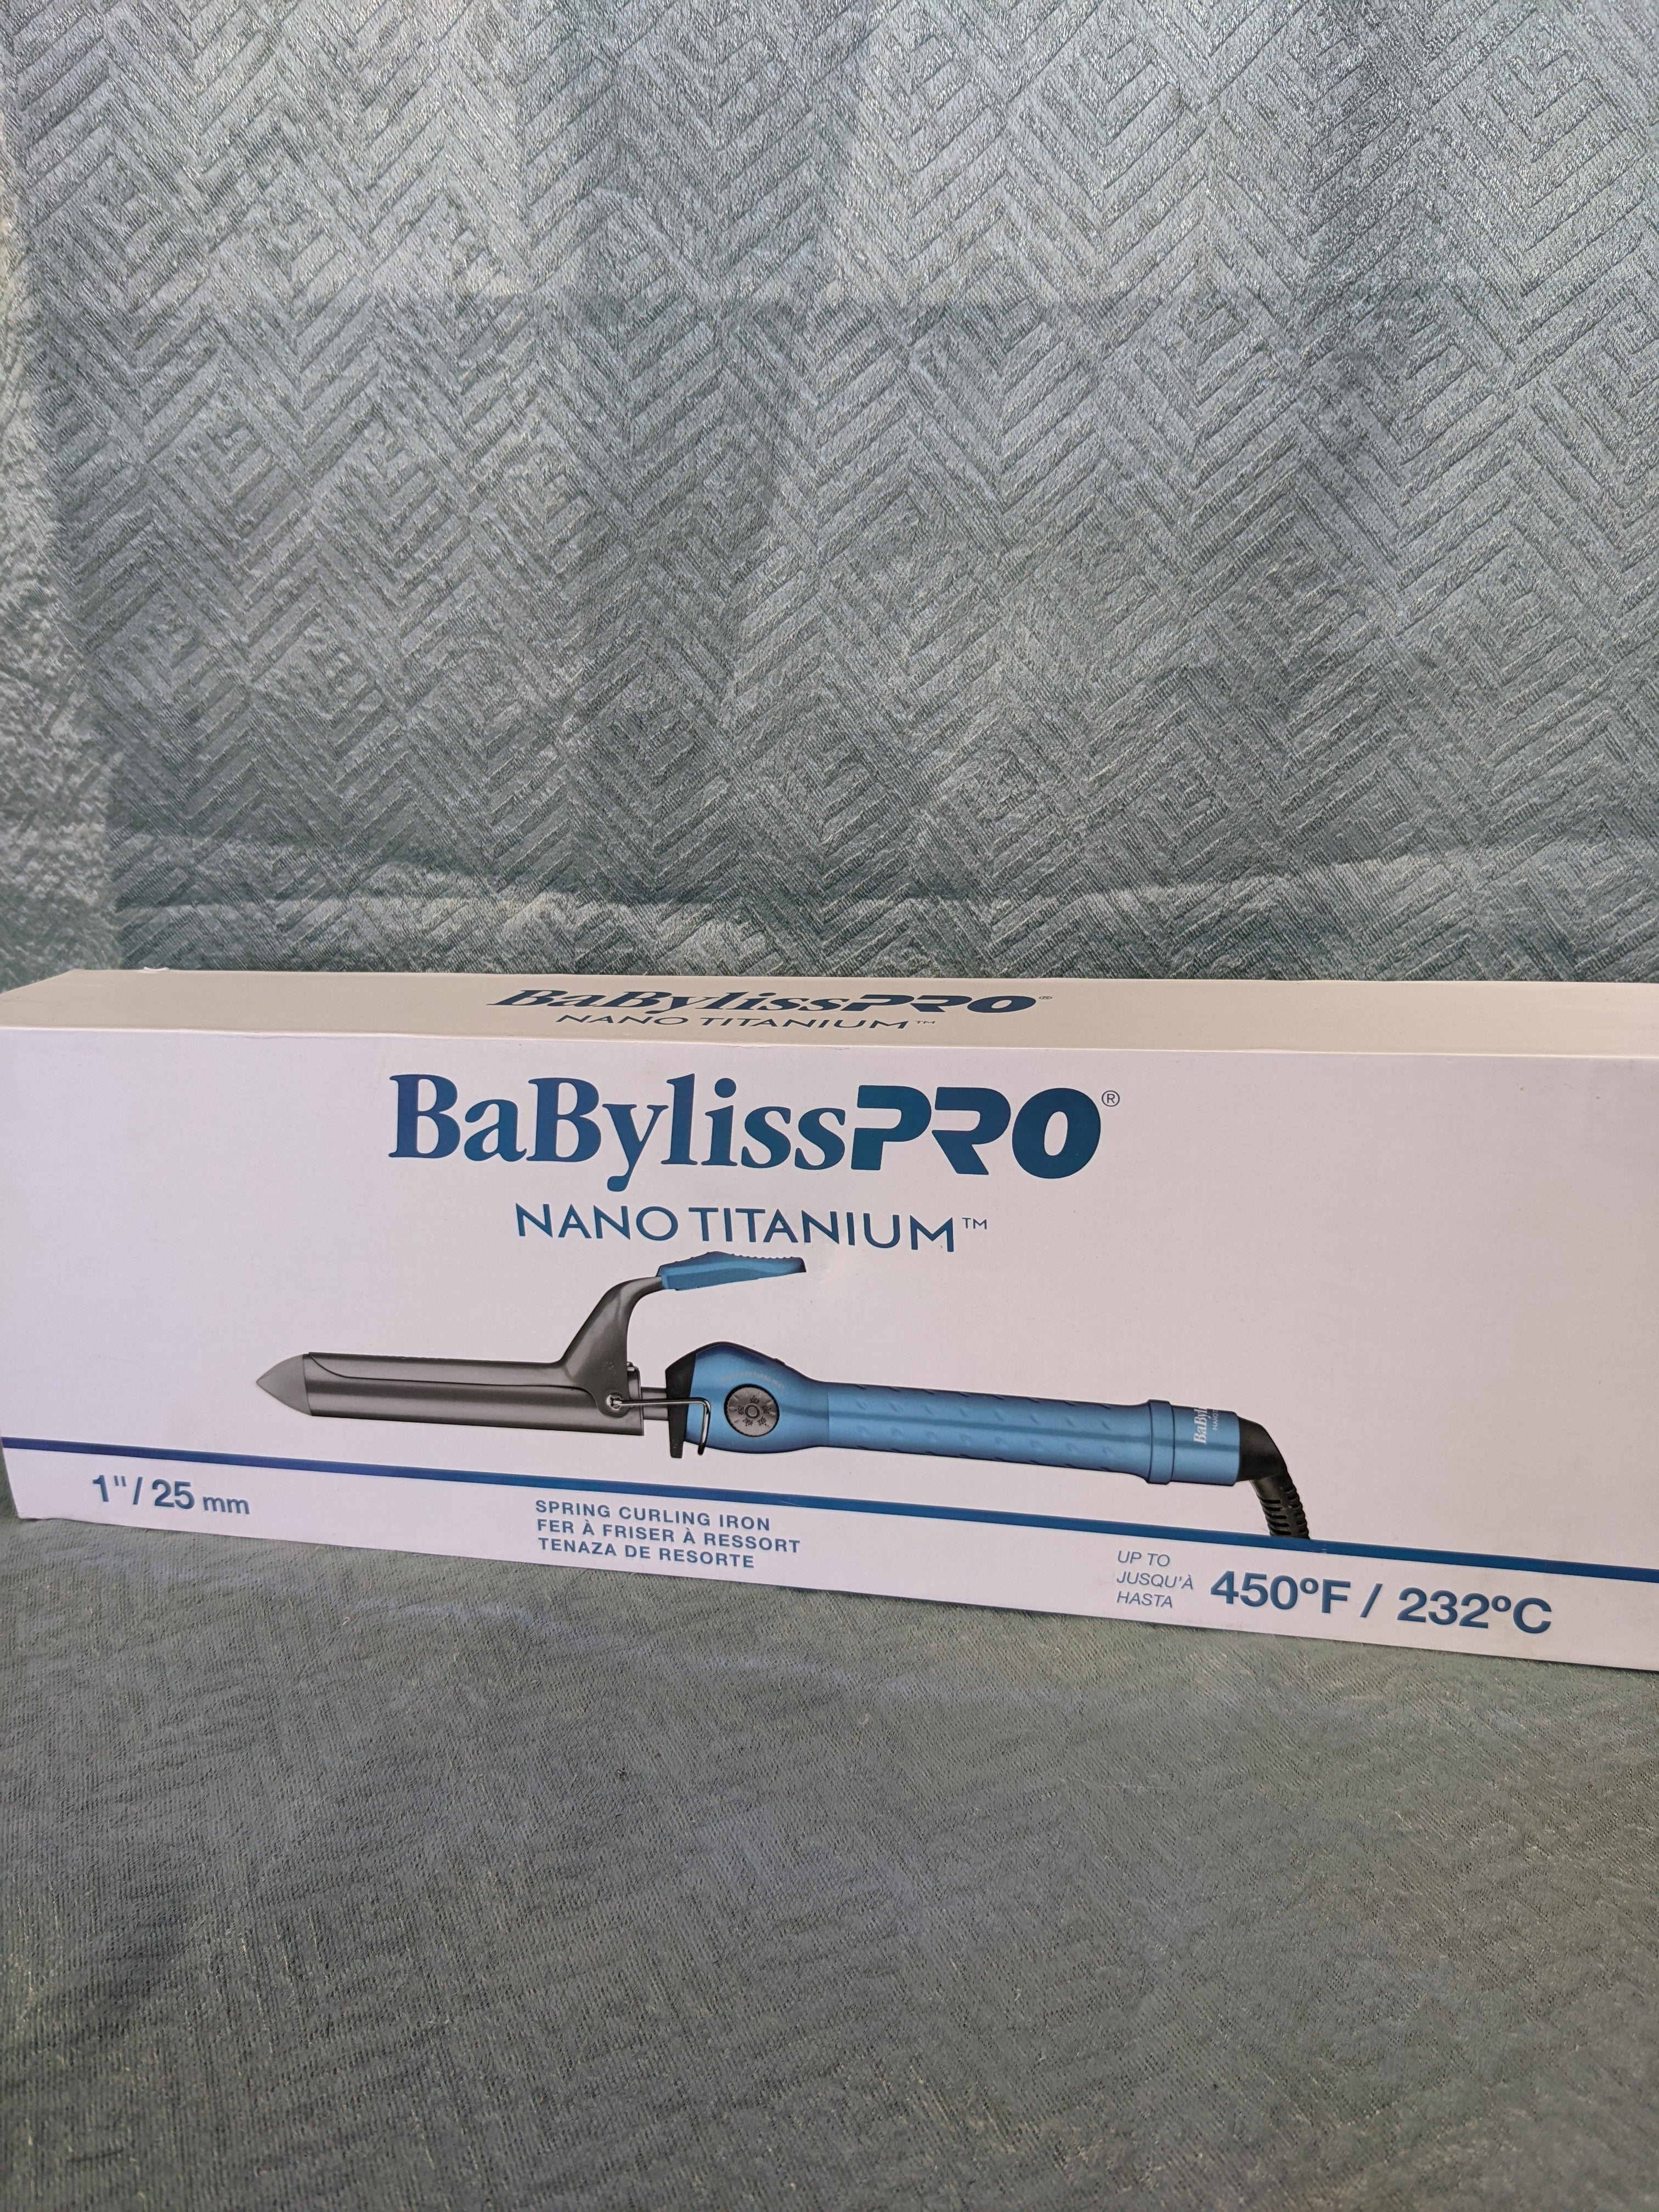 BaBylissPRO®
NANO TITANIUM™
BaBylissPRO®
NANO TITANIUM™
1"/25 mm
SPRING CURLING IRON
FER À FRISER À RESSORT
TENAZA DE RESORTE
UP TO
JUSQU'À
HASTA
450ºF / 232ºC